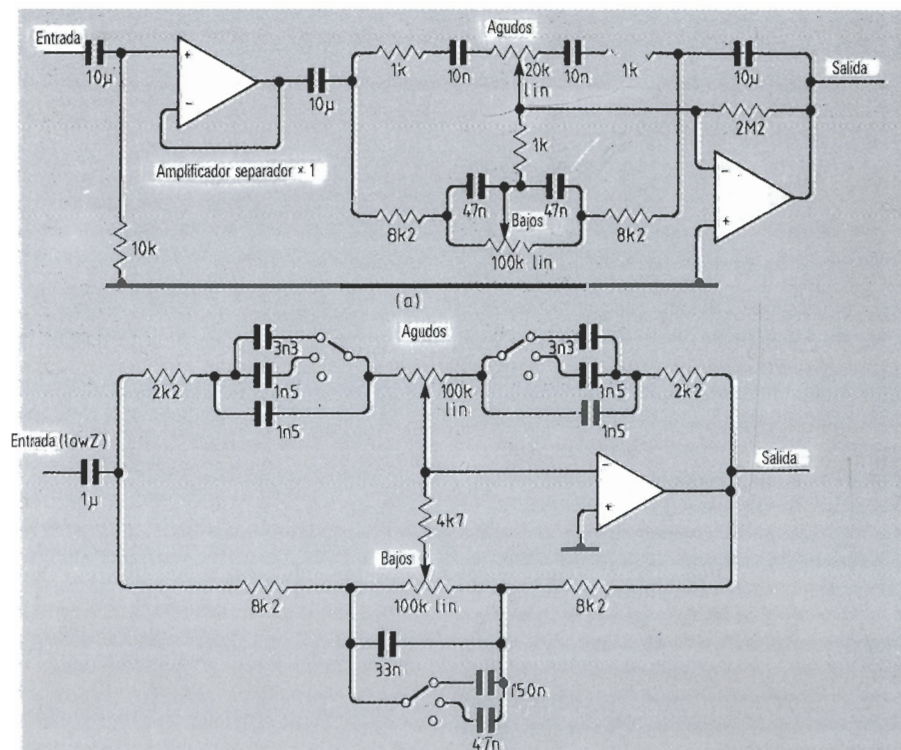 Entrada
10µ
+
−
Amplificador separador × 1
10k
10µ
1k
10n
Agudos
20k
lin
10n
1k
10µ
Salida
2M2
1k
47n
47n
Bajos
8k2
100k lin
8k2
−
+
(a)
Agudos
3n3
1n5
1n5
2k2
100k
lin
3n3
1n5
1n5
2k2
Entrada (lowZ)
1µ
−
+
Salida
4k7
Bajos
8k2
100k lin
8k2
33n
150n
47n